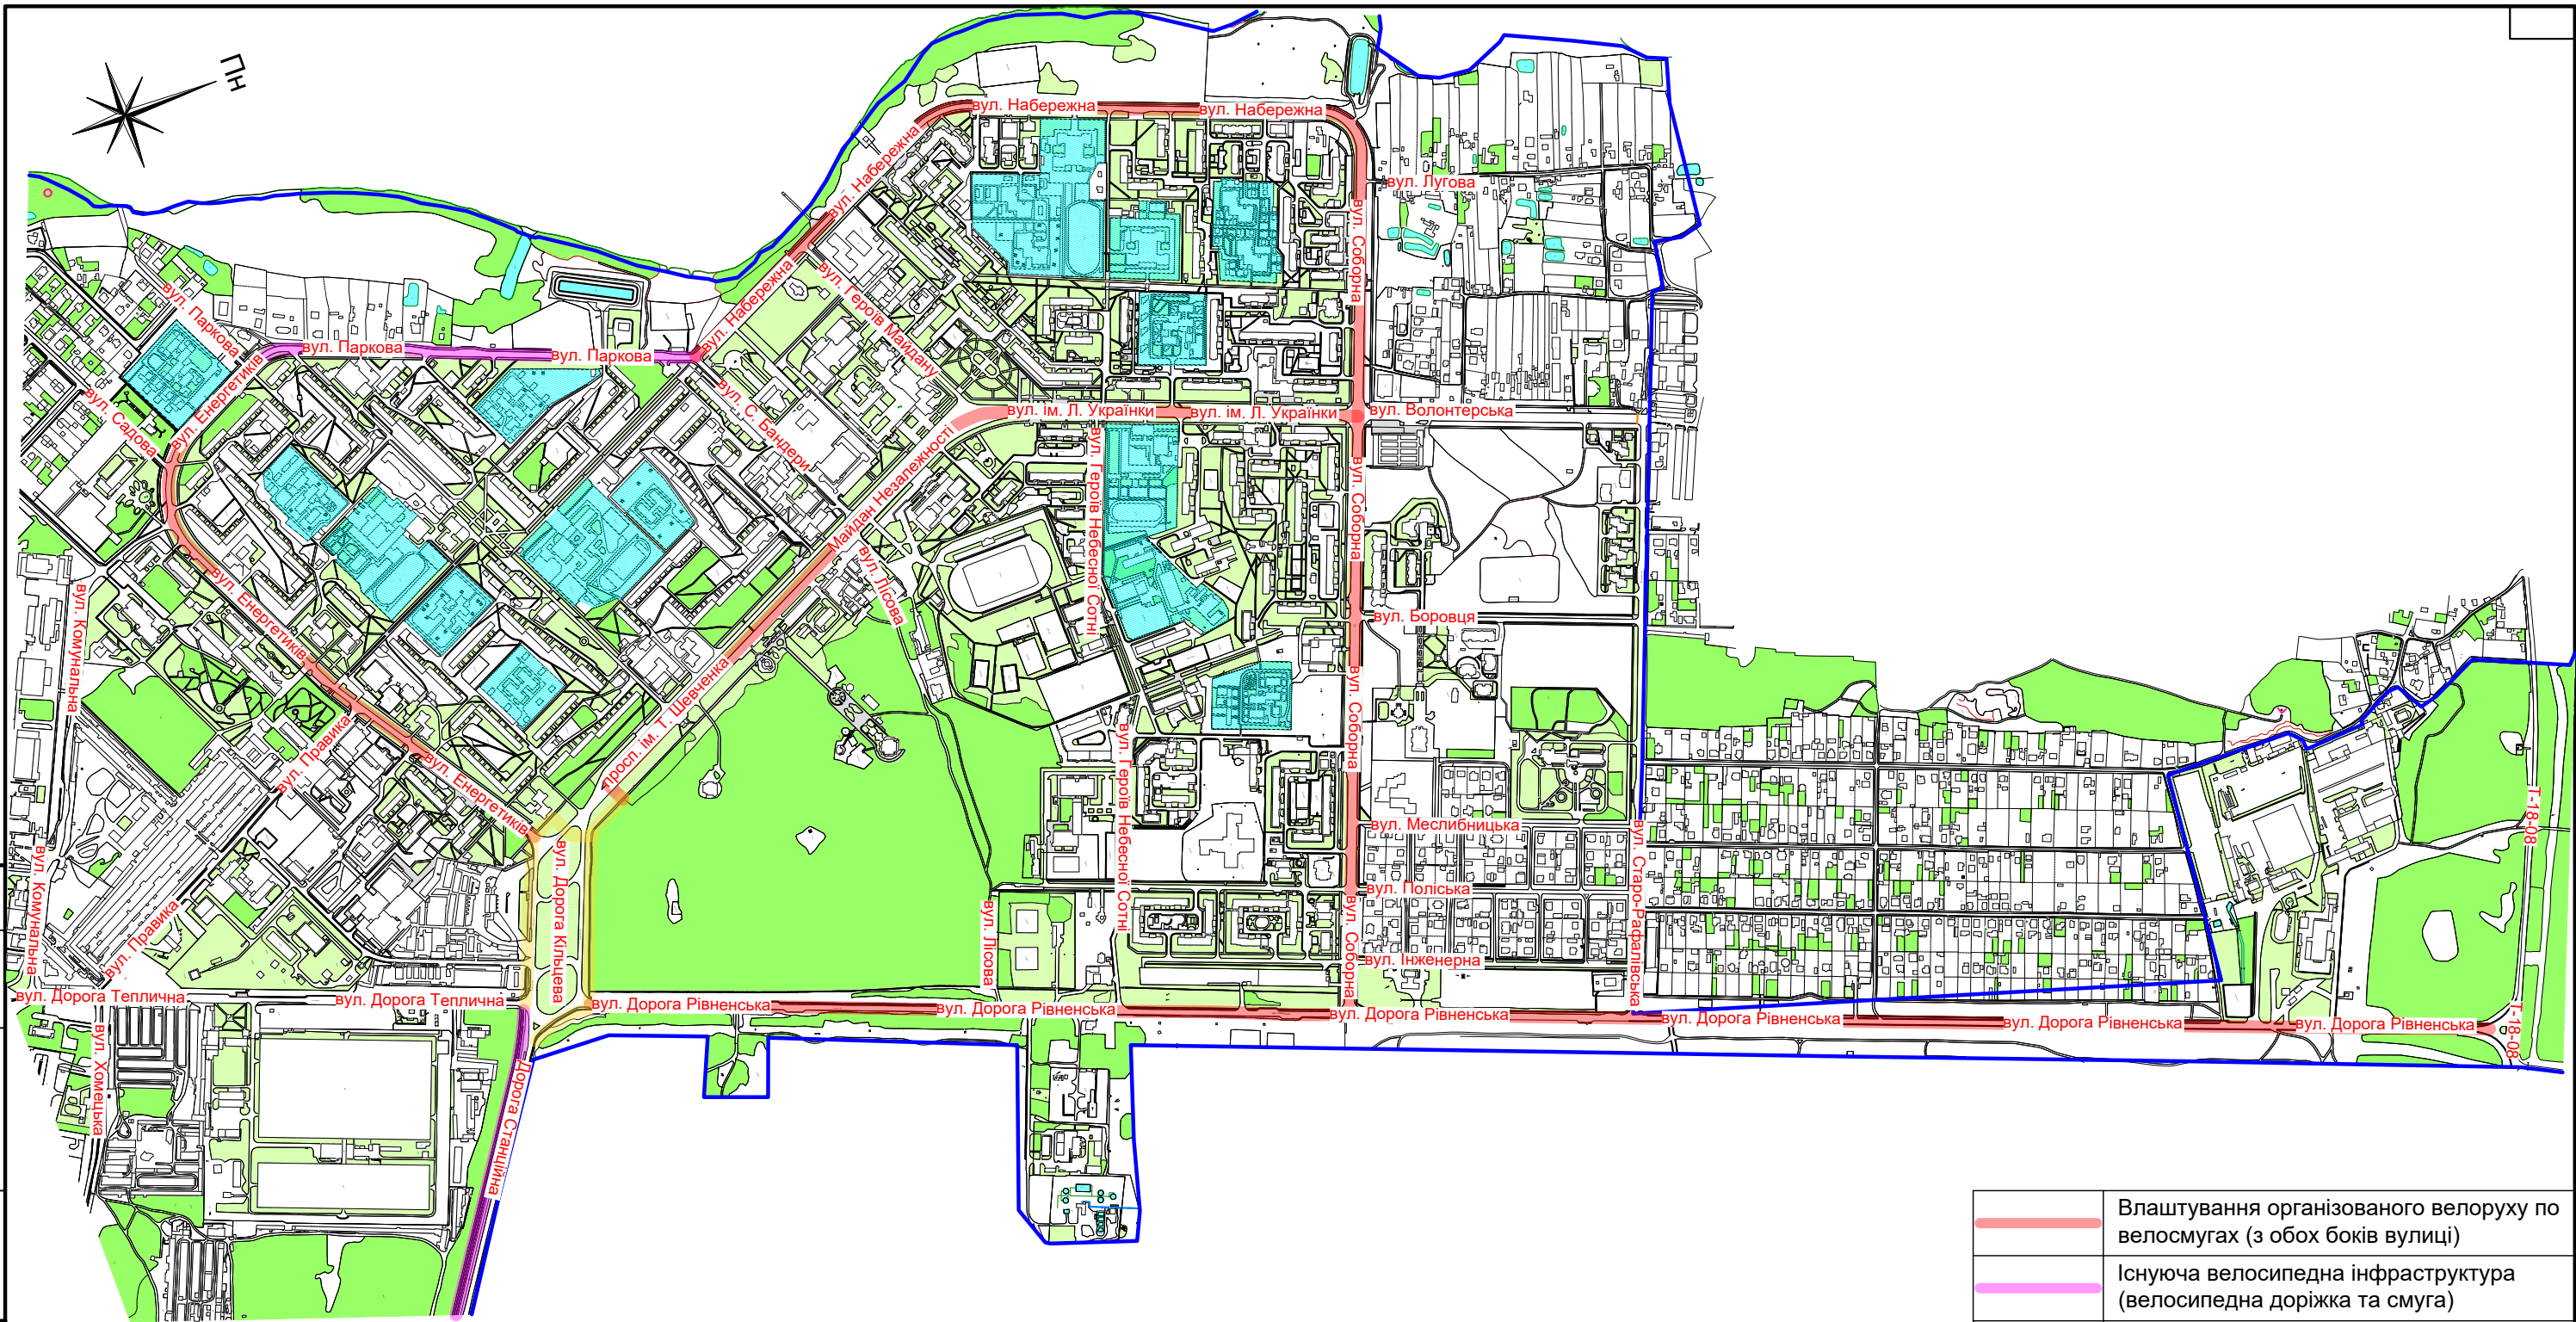 Пн
вул. Набережна
вул. Набережна
вул. Набережна
вул. Набережна
вул. Лугова
вул. Соборна
вул. Героїв Майдану
вул. Паркова
вул. Паркова
вул. Паркова
вул. Енергетиків
вул. Садова
вул. С. Бандери
вул. ім. Л. Українки
вул. ім. Л. Українки
вул. Волонтерська
Майдан Незалежності
вул. Героїв Небесної Сотні
вул. Соборна
вул. Лісова
вул. Енергетиків
вул. Комунальна
вул. Боровця
просп. ім. Т. Шевченка
вул. Соборна
вул. Правика
вул. Енергетиків
вул. Героїв Небесної Сотні
вул. Меслибницька
вул. Старо-Рафалівська
Т-18-08
вул. Комунальна
вул. Дорога Кільцева
вул. Поліська
вул. Правика
вул. Лісова
вул. Соборна
вул. Інженерна
вул. Дорога Теплична
вул. Дорога Теплична
вул. Дорога Рівненська
вул. Дорога Рівненська
вул. Дорога Рівненська
вул. Дорога Рівненська
вул. Дорога Рівненська
вул. Дорога Рівненська
Т-18-08
вул. Хомецька
Дорога Станційна
Влаштування організованого велоруху по
велосмугах (з обох боків вулиці)
Існуюча велосипедна інфраструктура
(велосипедна доріжка та смуга)